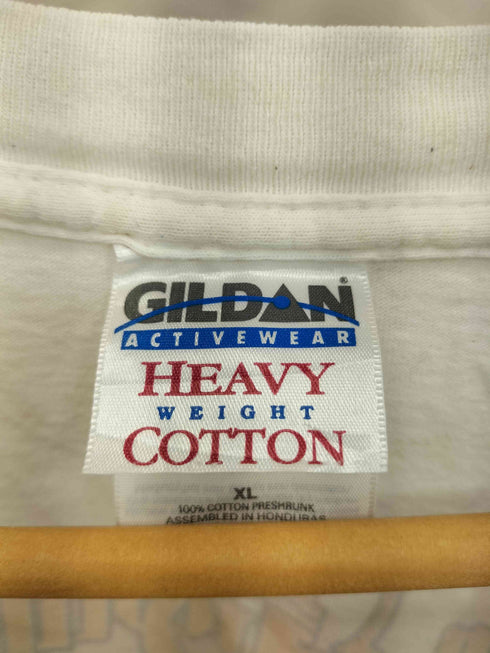 GILDAN®
ACTIVEWEAR
HEAVY
WEIGHT
COTTON
XL
100% COTTON PRESHRUNK
ASSEMBLED IN HONDURAS